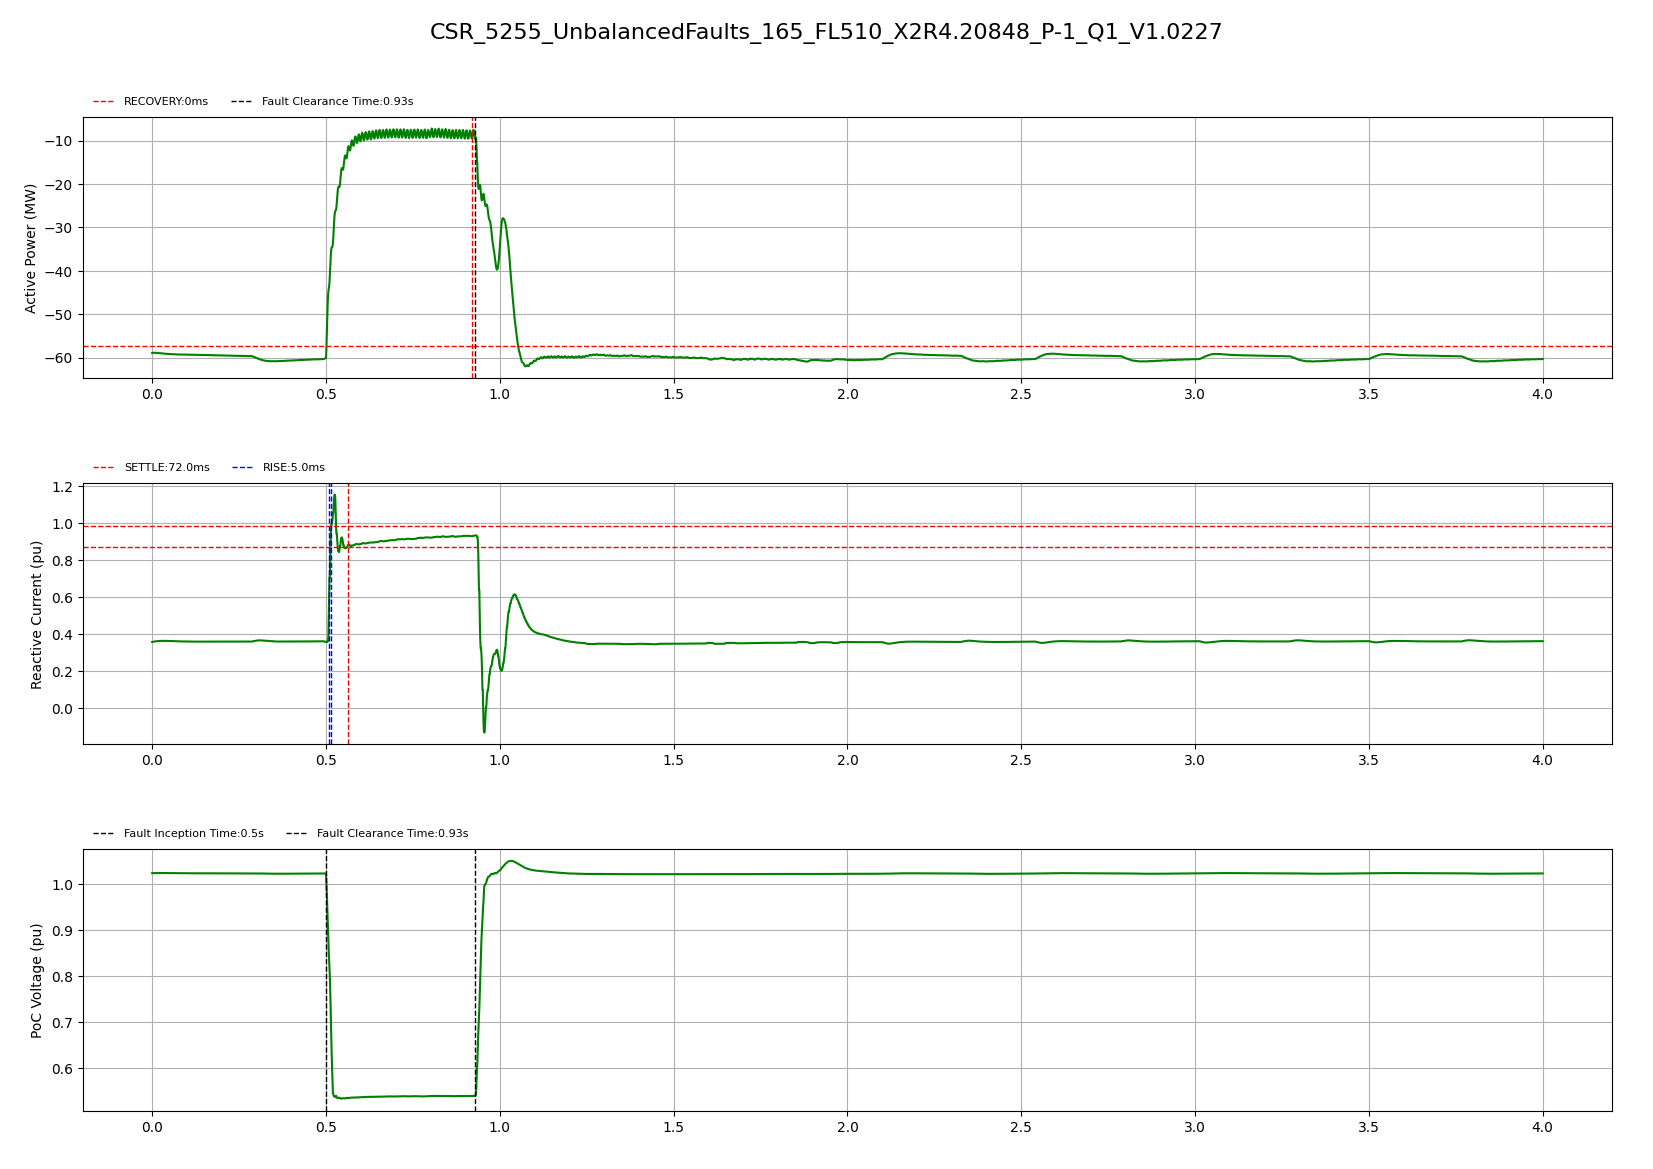 CSR_5255_UnbalancedFaults_165_FL510_X2R4.20848_P-1_Q1_V1.0227
RECOVERY:0ms Fault Clearance Time:0.93s
Active Power (MW)
−10
−20
−30
−40
−50
−60
0.0 0.5 1.0 1.5 2.0 2.5 3.0 3.5 4.0
SETTLE:72.0ms RISE:5.0ms
Reactive Current (pu)
1.2
1.0
0.8
0.6
0.4
0.2
0.0
0.0 0.5 1.0 1.5 2.0 2.5 3.0 3.5 4.0
Fault Inception Time:0.5s Fault Clearance Time:0.93s
PoC Voltage (pu)
1.0
0.9
0.8
0.7
0.6
0.0 0.5 1.0 1.5 2.0 2.5 3.0 3.5 4.0